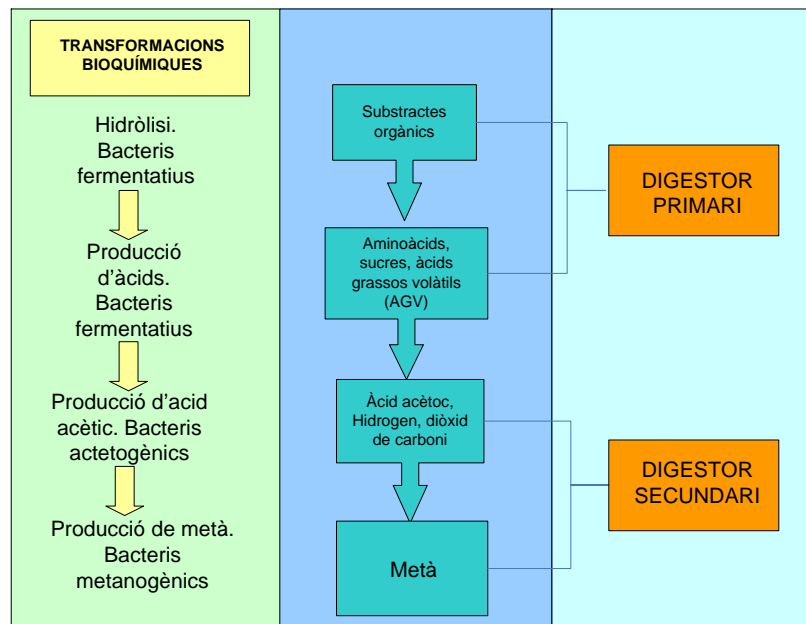 TRANSFORMACIONS
BIOQUÍMIQUES
Hidròlisi.
Bacteris
fermentatius
Producció
d'àcids.
Bacteris
fermentatius
Producció d'acid
acètic. Bacteris
actetogènics
Producció de metà.
Bacteris
metanogènics
Substractes
orgànics
Aminoàcids,
sucres, àcids
grassos volàtils
(AGV)
Àcid acètoc,
Hidrogen, diòxid
de carboni
Metà
DIGESTOR
PRIMARI
DIGESTOR
SECUNDARI